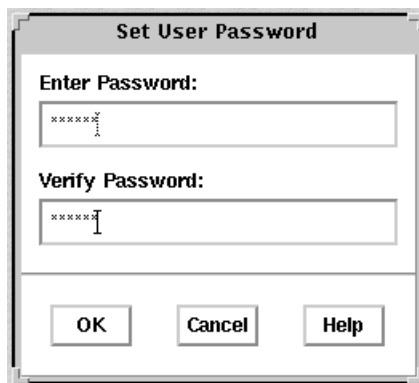 Set User Password
Enter Password:
******
Verify Password:
******
OK Cancel Help